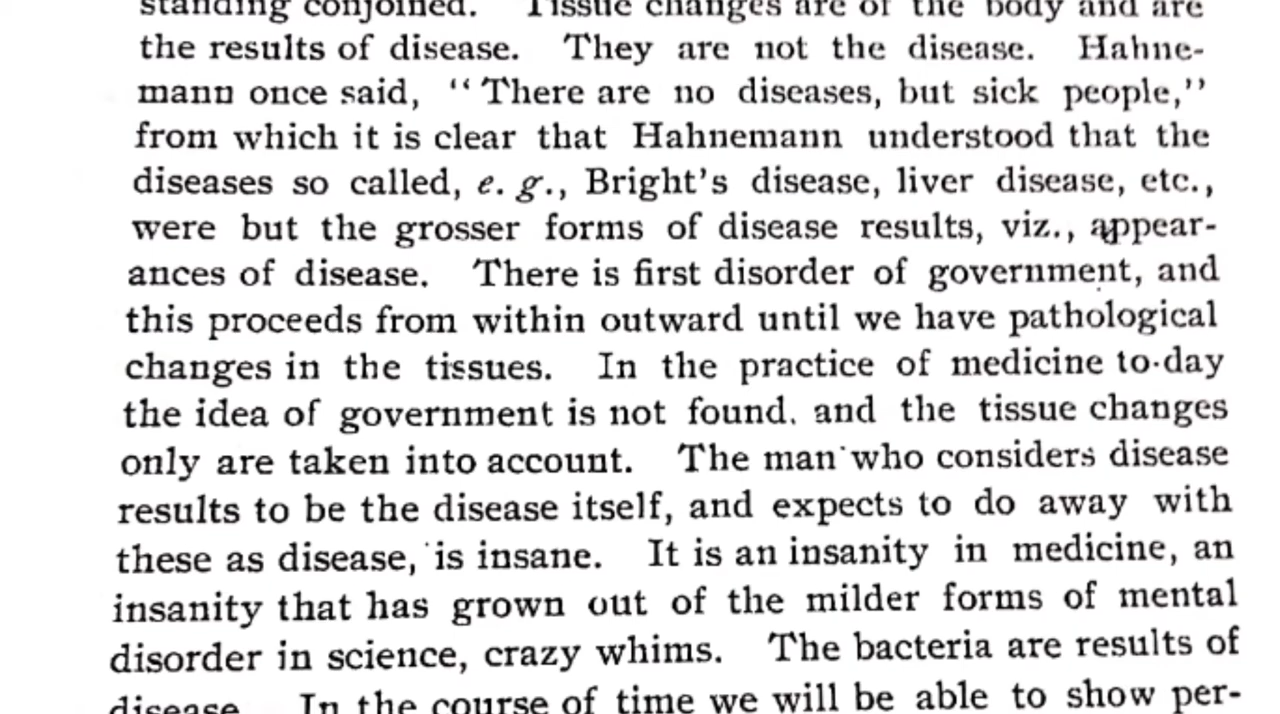 standing conjoined. Tissue changes are of the body and are
the results of disease. They are not the disease. Hahne-
mann once said, “There are no diseases, but sick people,”
from which it is clear that Hahnemann understood that the
diseases so called, e. g., Bright's disease, liver disease, etc.,
were but the grosser forms of disease results, viz., appear-
ances of disease. There is first disorder of government, and
this proceeds from within outward until we have pathological
changes in the tissues. In the practice of medicine to-day
the idea of government is not found, and the tissue changes
only are taken into account. The man who considers disease
results to be the disease itself, and expects to do away with
these as disease, is insane. It is an insanity in medicine, an
insanity that has grown out of the milder forms of mental
disorder in science, crazy whims. The bacteria are results of
disease. In the course of time we will be able to show per-